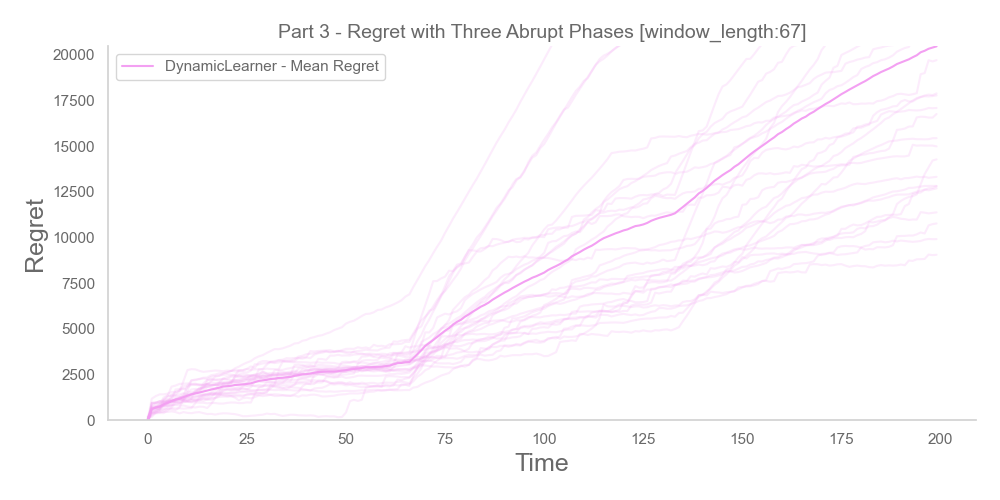 Part 3 - Regret with Three Abrupt Phases [window_length:67]
DynamicLearner - Mean Regret
20000
17500
15000
12500
10000
7500
5000
2500
0
Regret
0 25 50 75 100 125 150 175 200
Time